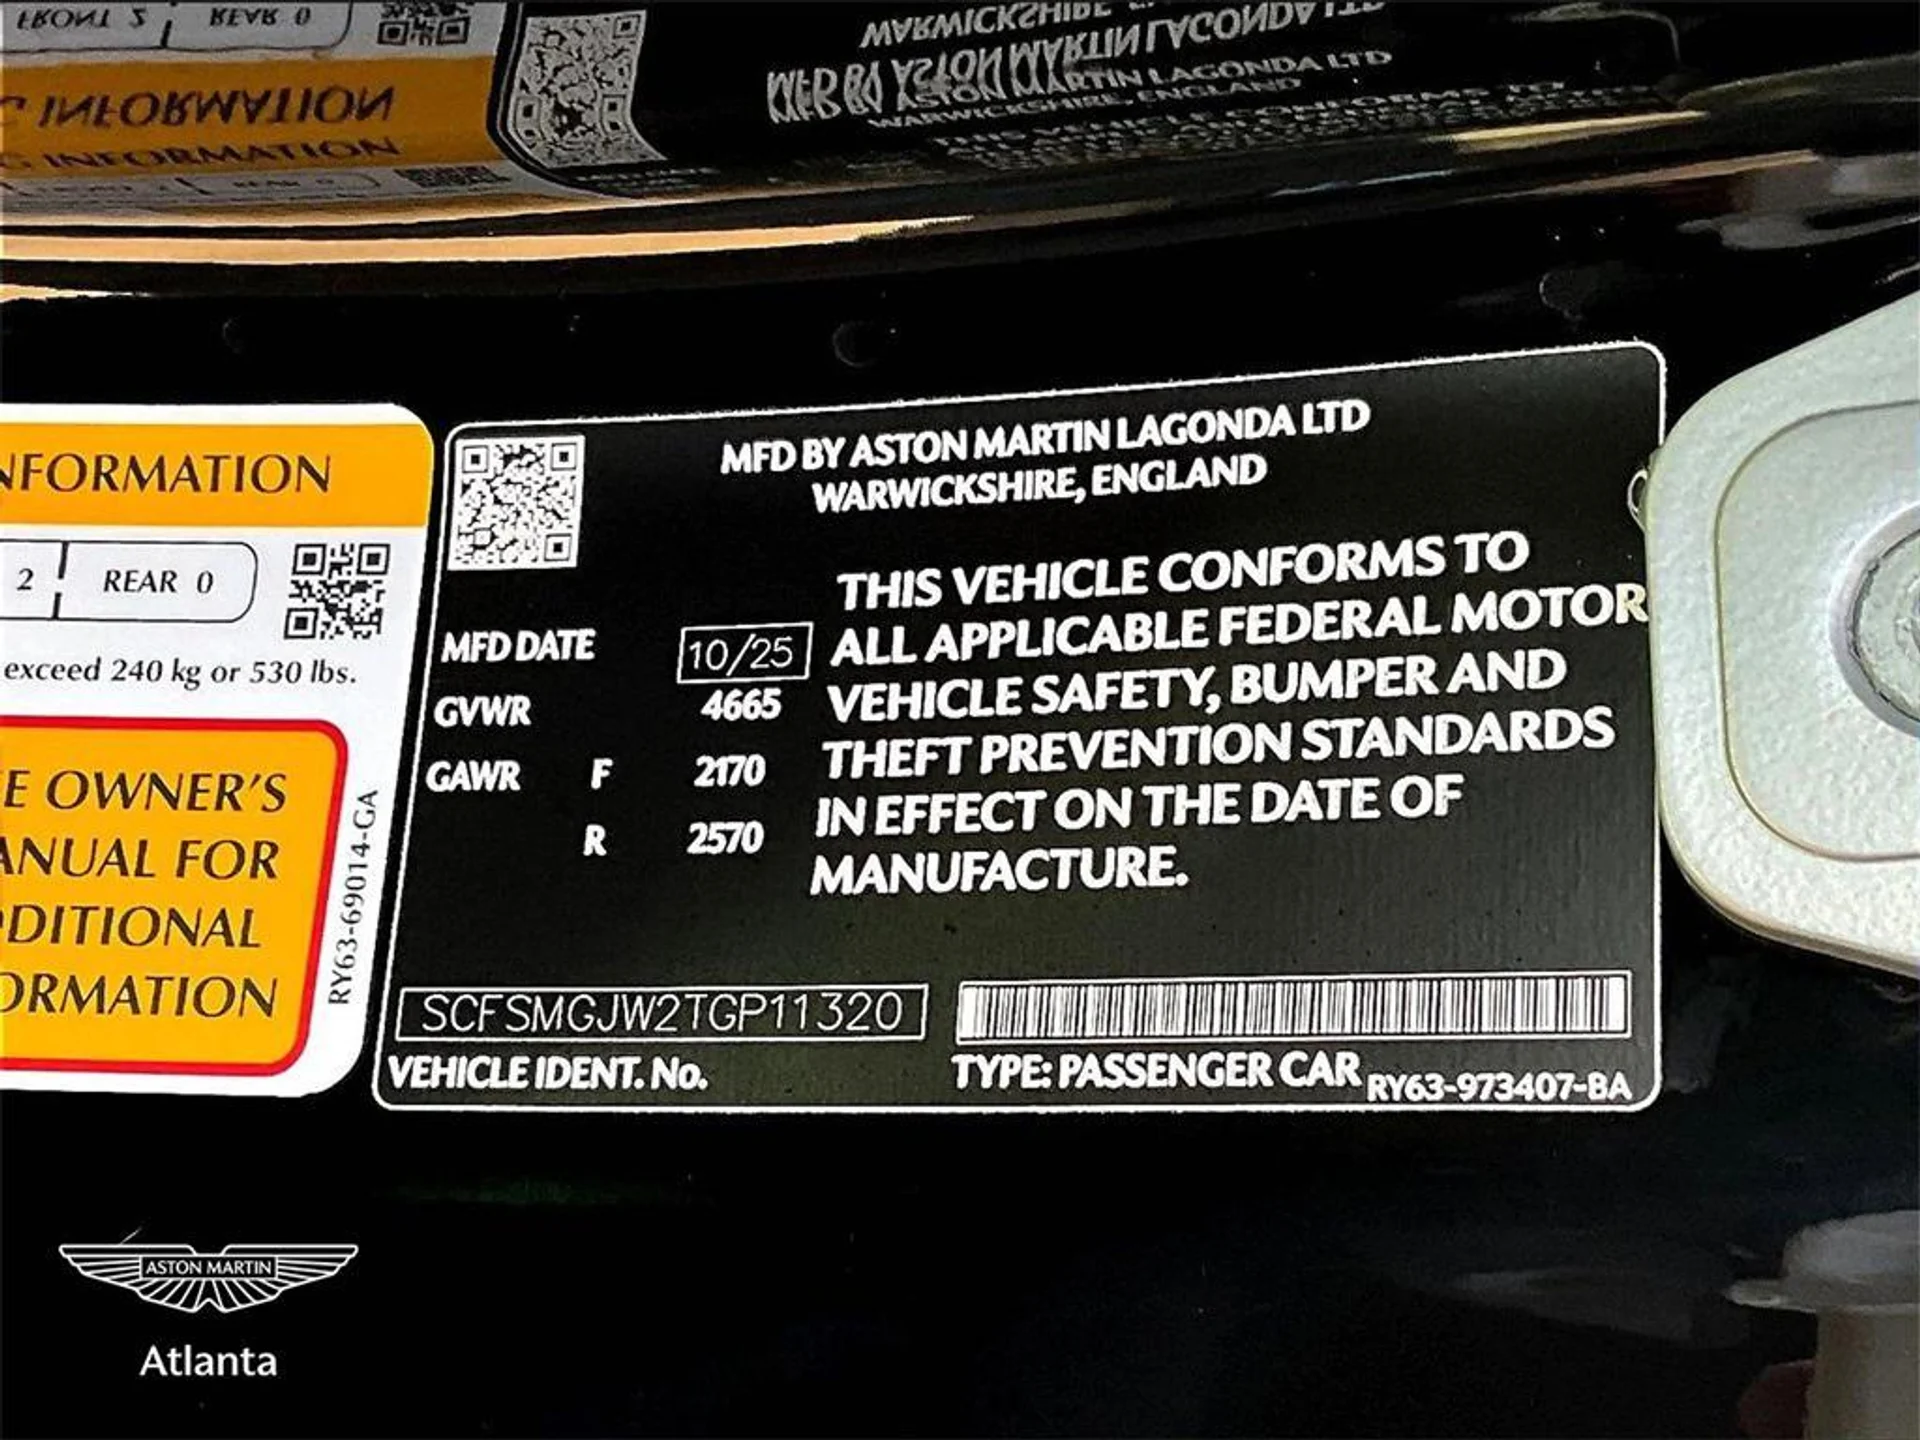 NFORMATION
2 REAR 0
exceed 240 kg or 530 lbs.
E OWNER'S
ANUAL FOR
DITIONAL
ORMATION
RY63-69014-GA
MFD BY ASTON MARTIN LAGONDA LTD
WARWICKSHIRE, ENGLAND
THIS VEHICLE CONFORMS TO
ALL APPLICABLE FEDERAL MOTOR
VEHICLE SAFETY, BUMPER AND
THEFT PREVENTION STANDARDS
IN EFFECT ON THE DATE OF
MANUFACTURE.
MFD DATE 10/25
GVWR 4665
GAWR F 2170
R 2570
SCFSMGJW2TGP11320
VEHICLE IDENT. No.
TYPE: PASSENGER CAR RY63-973407-BA
ASTON MARTIN
Atlanta